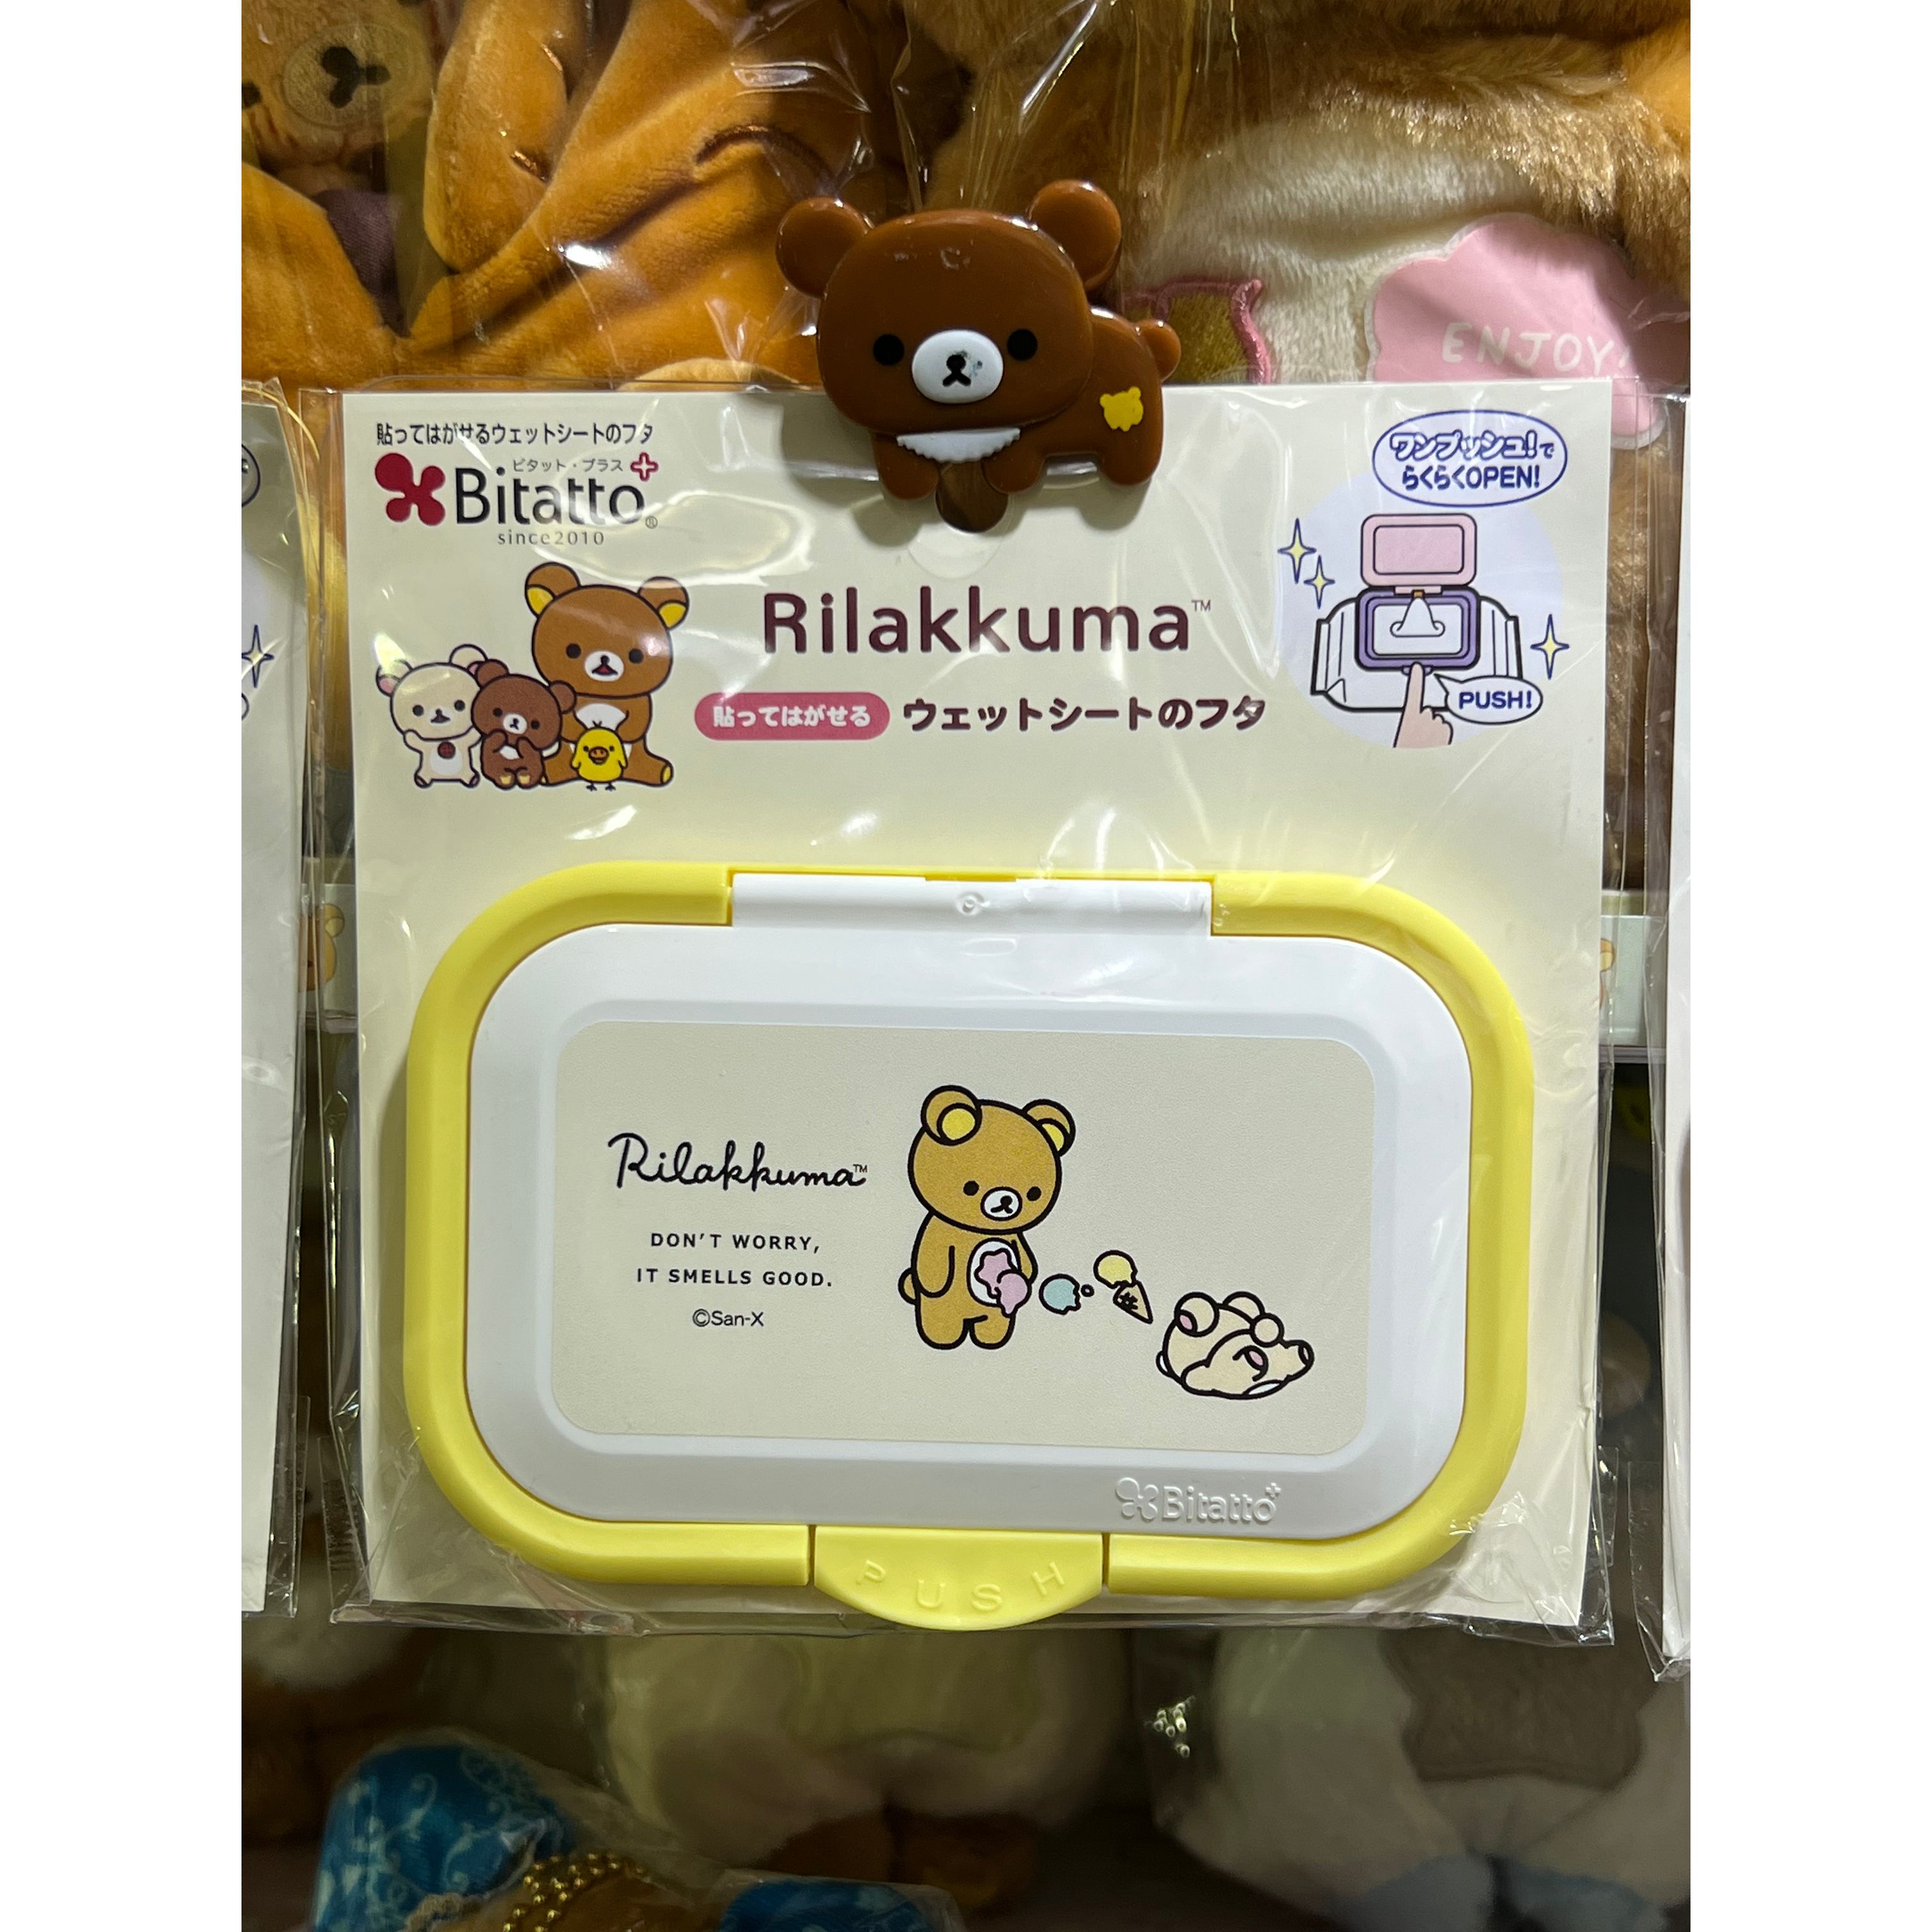 ENJOY
貼ってはがせるウェットシートのフタ
ビタット・プラス
Bitatto®
since2010
ワンプッシュ!で
らくらくOPEN!
Rilakkuma™
貼ってはがせる ウェットシートのフタ
PUSH!
Rilakkuma™
DON'T WORRY,
IT SMELLS GOOD.
©San-X
Bitatto
PUSH